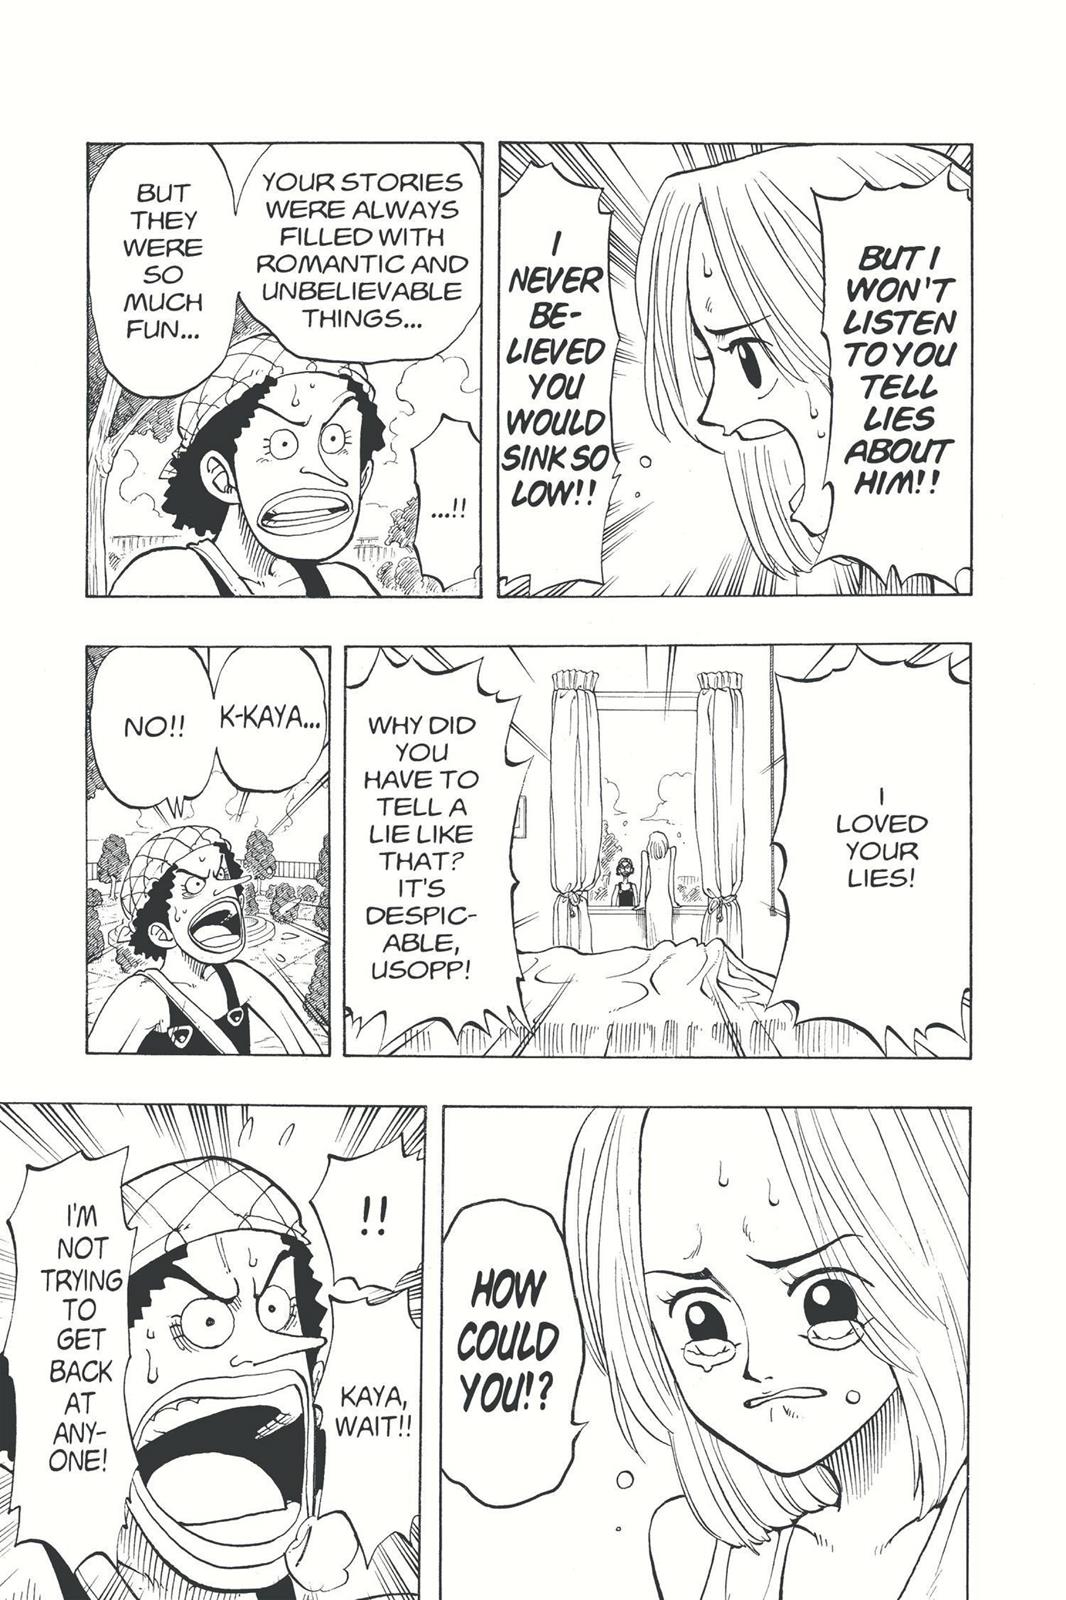 BUT I
WON'T
LISTEN
TO YOU
TELL
LIES
ABOUT
HIM!!
I
NEVER
BE-
LIEVED
YOU
WOULD
SINK SO
LOW!!
YOUR STORIES
WERE ALWAYS
FILLED WITH
ROMANTIC AND
UNBELIEVABLE
THINGS...
BUT
THEY
WERE
SO
MUCH
FUN...
...!!
I
LOVED
YOUR
LIES!
WHY DID
YOU
HAVE TO
TELL A
LIE LIKE
THAT?
IT'S
DESPIC-
ABLE,
USOPP!
K-KAYA...
NO!!
HOW
COULD
YOU!?
!!
KAYA,
WAIT!!
I'M
NOT
TRYING
TO
GET
BACK
AT
ANY-
ONE!